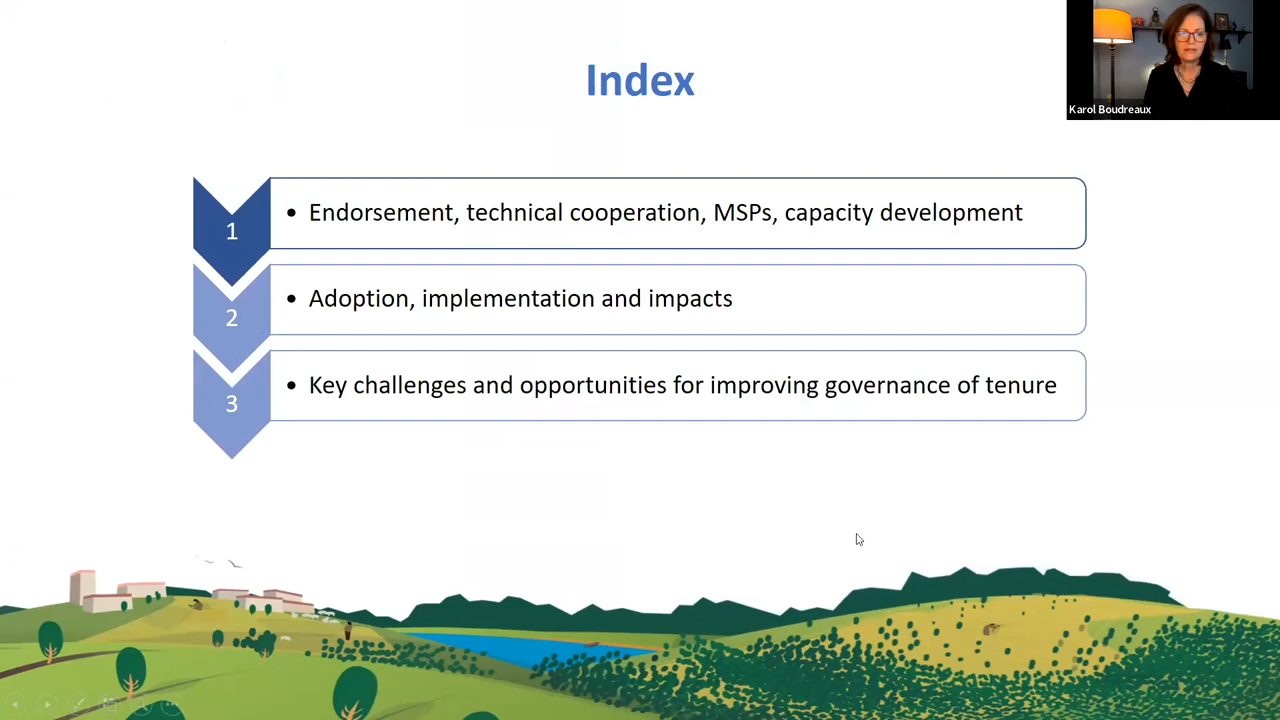 Index
Karol Boudreaux
1
• Endorsement, technical cooperation, MSPs, capacity development
2
• Adoption, implementation and impacts
3
• Key challenges and opportunities for improving governance of tenure